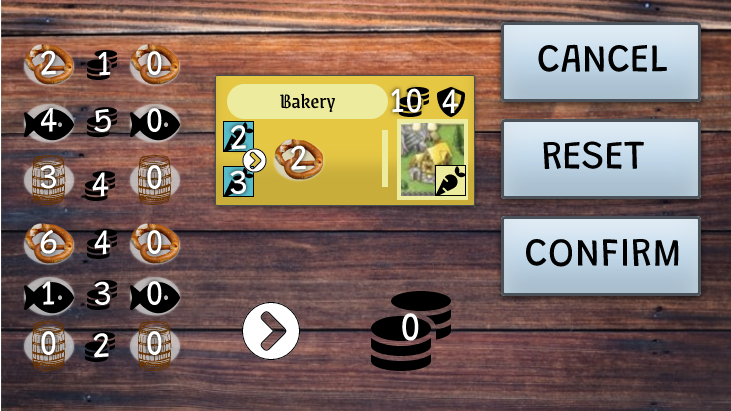 2 1 0
4 5 0
3 4 0
6 4 0
1 3 0
0 2 0
Bakery 10 4
2
3
2
0
CANCEL
RESET
CONFIRM